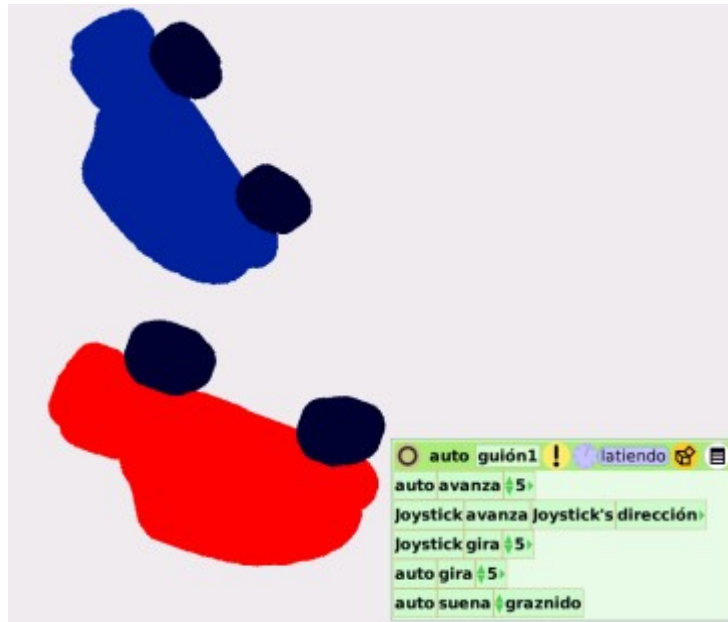 auto guión1 ! latiendo
auto avanza 5
Joystick avanza Joystick's dirección
Joystick gira 5
auto gira 5
auto suena graznido